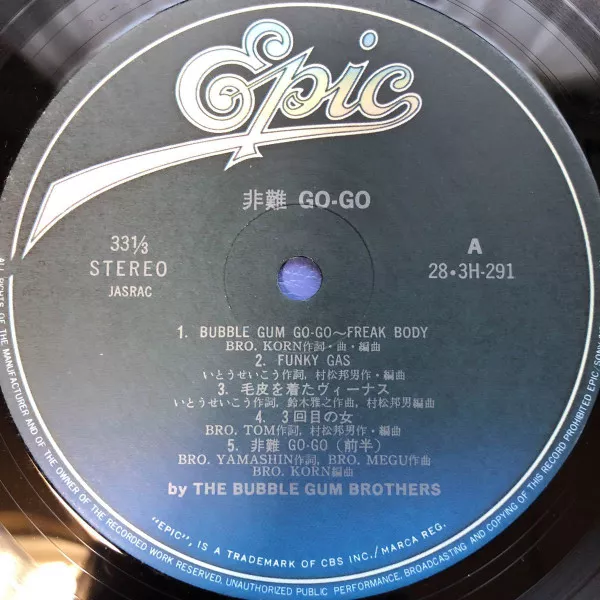 Epic
非難 GO-GO
33⅓
STEREO
JASRAC
A
28・3H-291
1. BUBBLE GUM GO-GO〜FREAK BODY
BRO. KORN作詞・曲・編曲
2. FUNKY GAS
いとうせいこう作詞, 村松邦男作・編曲
3. 毛皮を着たヴィーナス
いとうせいこう作詞, 鈴木雅之作曲, 村松邦男編曲
4. 3回目の女
BRO. TOM作詞, 村松邦男作・編曲
5. 非難 GO-GO (前半)
BRO. YAMASHIN作詞, BRO. MEGU作曲
BRO. KORN編曲
by THE BUBBLE GUM BROTHERS
"EPIC", IS A TRADEMARK OF CBS INC./MARCA REG.
ALL RIGHTS OF THE MANUFACTURER AND OF THE OWNER OF THE RECORDED WORK RESERVED. UNAUTHORIZED PUBLIC PERFORMANCE, BROADCASTING AND COPYING OF THIS RECORD PROHIBITED EPIC/SONY